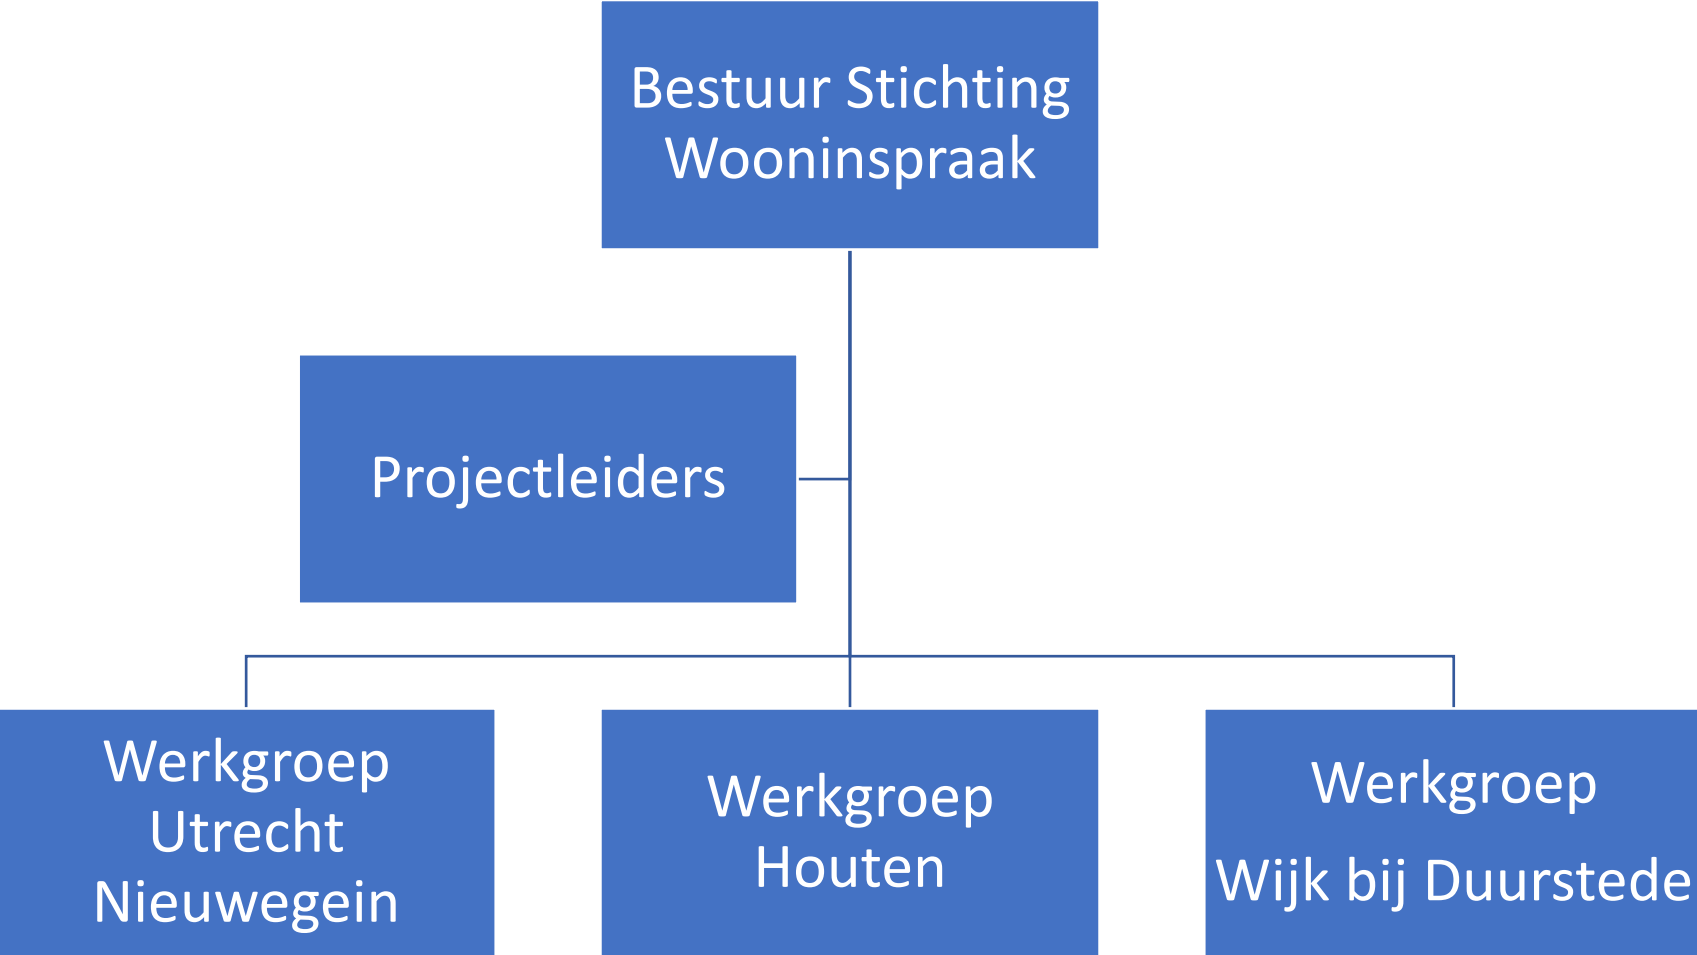 Bestuur Stichting
Wooninspraak
Projectleiders
Werkgroep
Utrecht
Nieuwegein
Werkgroep
Houten
Werkgroep
Wijk bij Duurstede